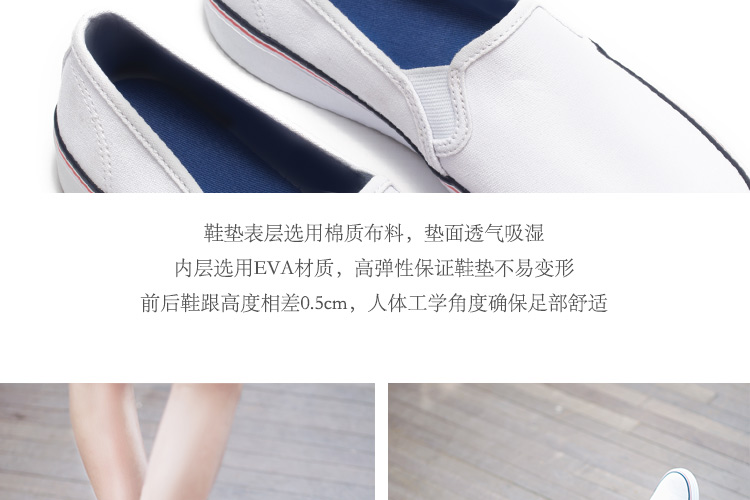 鞋垫表层选用棉质布料，垫面透气吸湿
内层选用EVA材质，高弹性保证鞋垫不易变形
前后鞋跟高度相差0.5cm，人体工学角度确保足部舒适